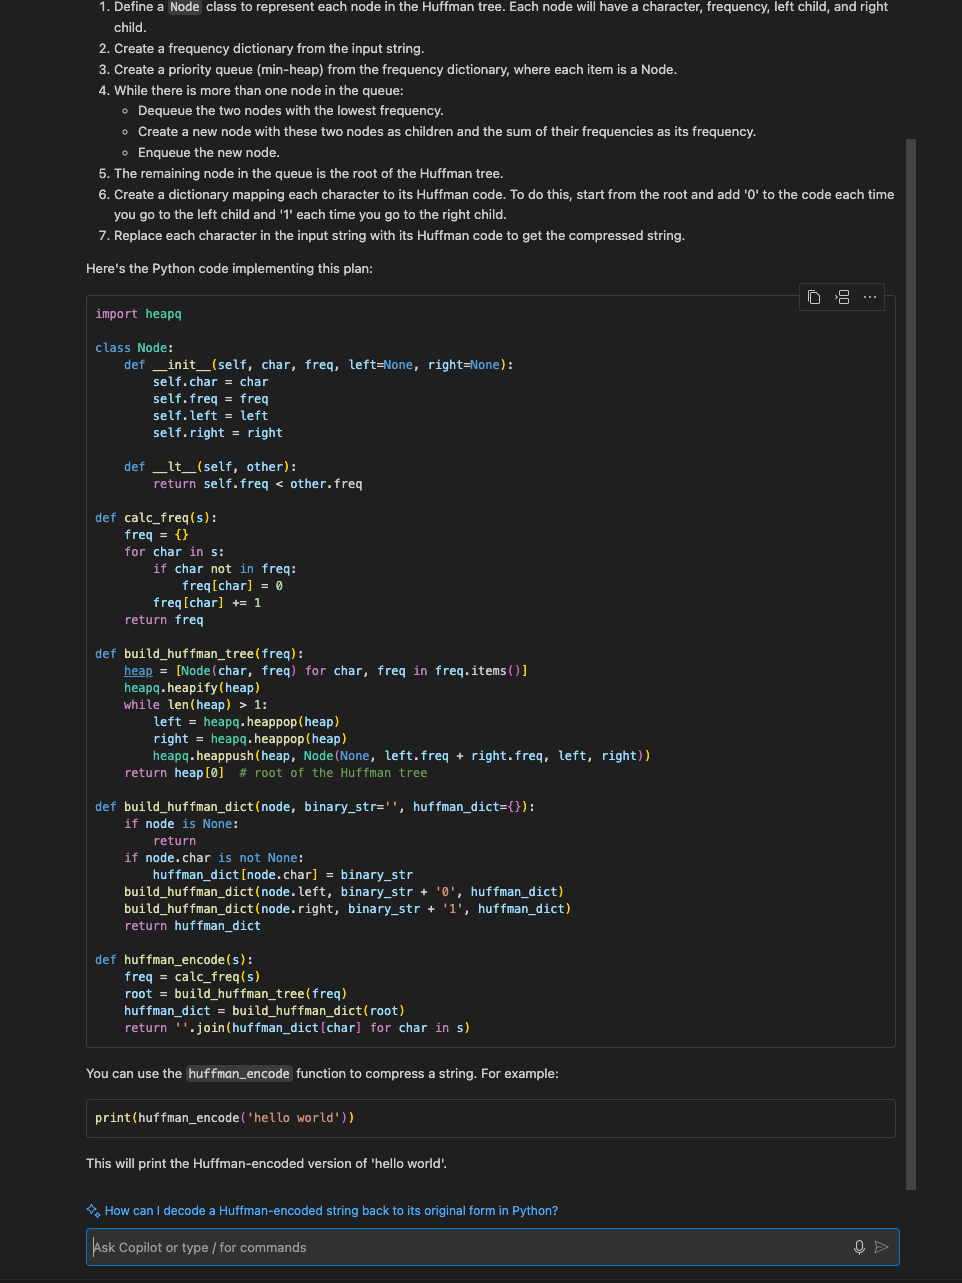 1. Define a Node class to represent each node in the Huffman tree. Each node will have a character, frequency, left child, and right
child.
2. Create a frequency dictionary from the input string.
3. Create a priority queue (min-heap) from the frequency dictionary, where each item is a Node.
4. While there is more than one node in the queue:
Dequeue the two nodes with the lowest frequency.
Create a new node with these two nodes as children and the sum of their frequencies as its frequency.
Enqueue the new node.
5. The remaining node in the queue is the root of the Huffman tree.
6. Create a dictionary mapping each character to its Huffman code. To do this, start from the root and add '0' to the code each time
you go to the left child and '1' each time you go to the right child.
7. Replace each character in the input string with its Huffman code to get the compressed string.
Here's the Python code implementing this plan:
import heapq
class Node:
    def __init__(self, char, freq, left=None, right=None):
        self.char = char
        self.freq = freq
        self.left = left
        self.right = right
    def __lt__(self, other):
        return self.freq < other.freq
def calc_freq(s):
    freq = {}
    for char in s:
        if char not in freq:
            freq[char] = 0
        freq[char] += 1
    return freq
def build_huffman_tree(freq):
    heap = [Node(char, freq) for char, freq in freq.items()]
    heapq.heapify(heap)
    while len(heap) > 1:
        left = heapq.heappop(heap)
        right = heapq.heappop(heap)
        heapq.heappush(heap, Node(None, left.freq + right.freq, left, right))
    return heap[0]  # root of the Huffman tree
def build_huffman_dict(node, binary_str='', huffman_dict={}):
    if node is None:
        return
    if node.char is not None:
        huffman_dict[node.char] = binary_str
    build_huffman_dict(node.left, binary_str + '0', huffman_dict)
    build_huffman_dict(node.right, binary_str + '1', huffman_dict)
    return huffman_dict
def huffman_encode(s):
    freq = calc_freq(s)
    root = build_huffman_tree(freq)
    huffman_dict = build_huffman_dict(root)
    return ''.join(huffman_dict[char] for char in s)
You can use the huffman_encode function to compress a string. For example:
print(huffman_encode('hello world'))
This will print the Huffman-encoded version of 'hello world'.
How can I decode a Huffman-encoded string back to its original form in Python?
Ask Copilot or type / for commands